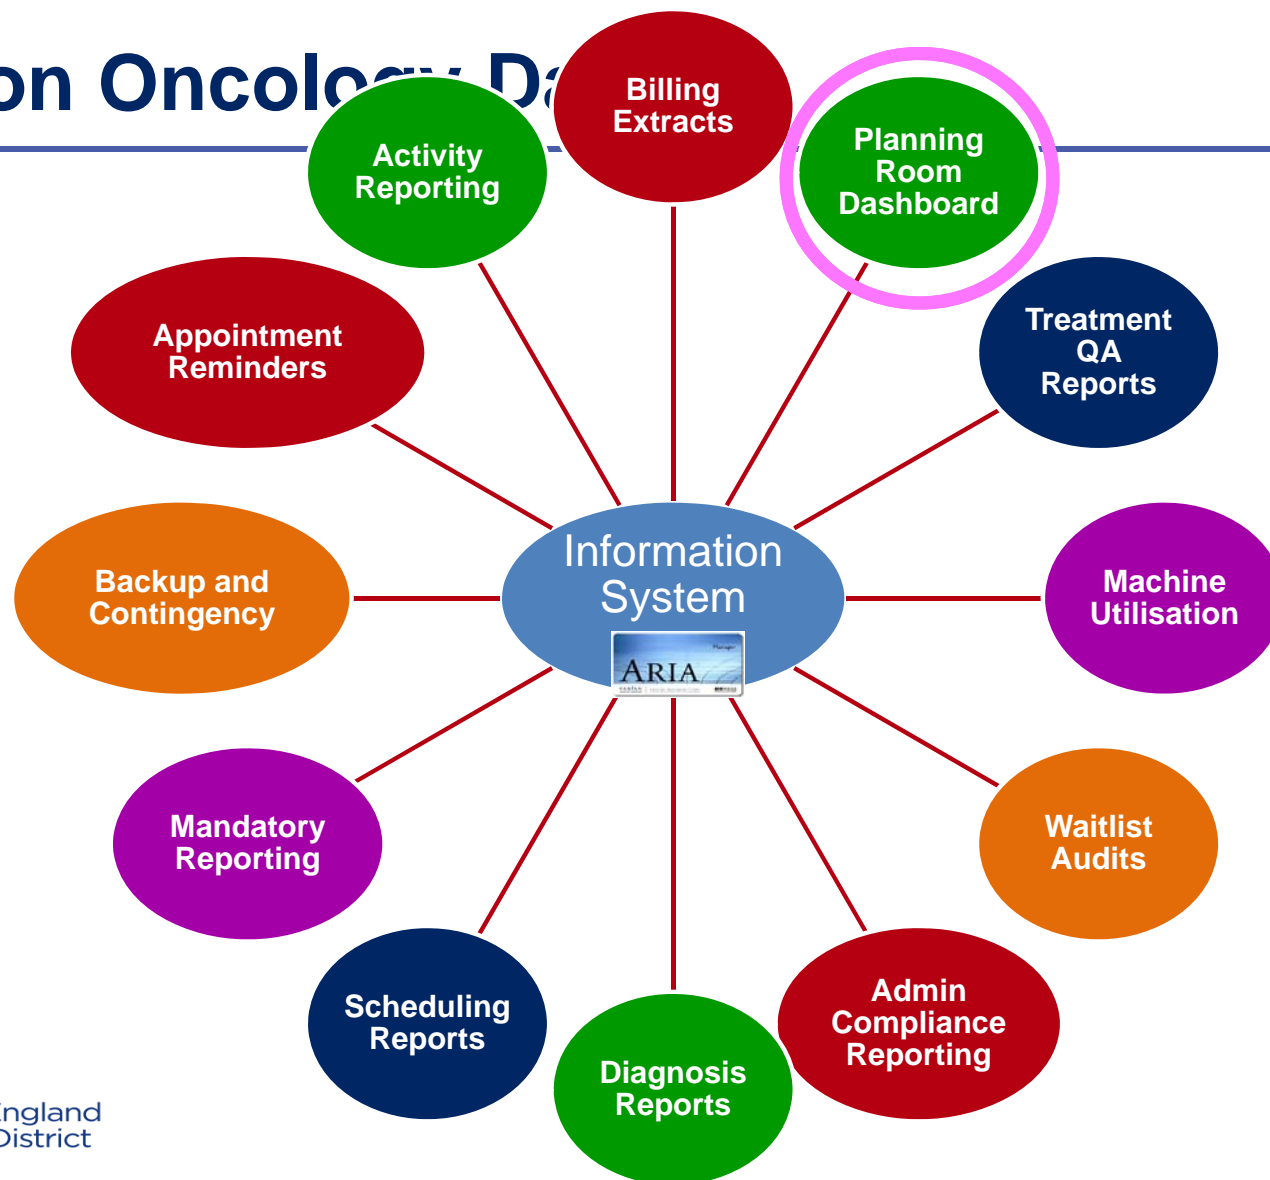 on Oncology Da
Billing
Extracts
Planning
Room
Dashboard
Activity
Reporting
Treatment
QA
Reports
Appointment
Reminders
Information
System
ARIA
Machine
Utilisation
Backup and
Contingency
Mandatory
Reporting
Waitlist
Audits
Scheduling
Reports
Admin
Compliance
Reporting
Diagnosis
Reports
England
District